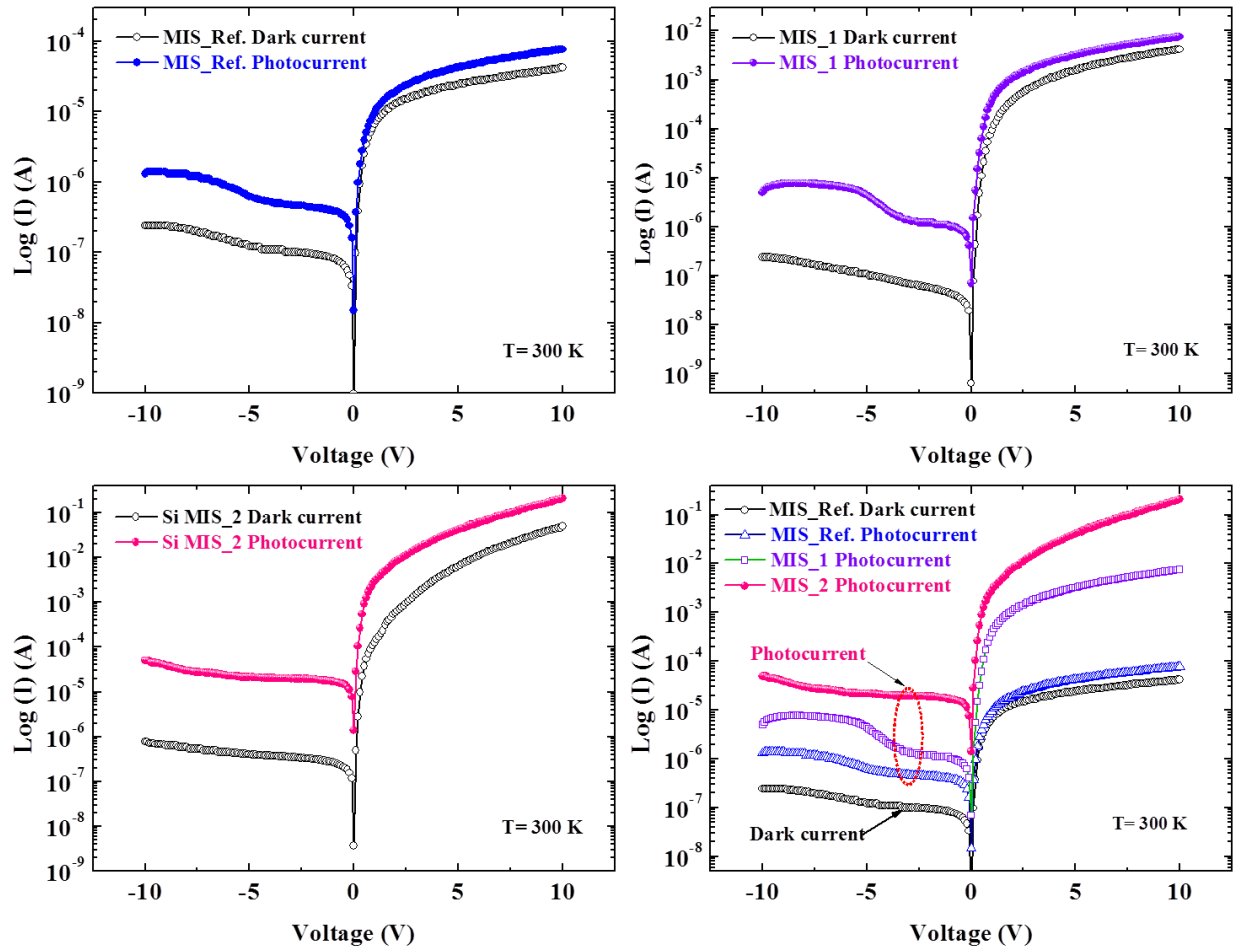 MIS_Ref. Dark current
MIS_Ref. Photocurrent
Log (I) (A)
10⁻⁴
10⁻⁵
10⁻⁶
10⁻⁷
10⁻⁸
10⁻⁹
T= 300 K
-10 -5 0 5 10
Voltage (V)
MIS_1 Dark current
MIS_1 Photocurrent
Log (I) (A)
10⁻²
10⁻³
10⁻⁴
10⁻⁵
10⁻⁶
10⁻⁷
10⁻⁸
10⁻⁹
T= 300 K
-10 -5 0 5 10
Voltage (V)
Si MIS_2 Dark current
Si MIS_2 Photocurrent
Log (I) (A)
10⁻¹
10⁻²
10⁻³
10⁻⁴
10⁻⁵
10⁻⁶
10⁻⁷
10⁻⁸
10⁻⁹
T= 300 K
-10 -5 0 5 10
Voltage (V)
MIS_Ref. Dark current
MIS_Ref. Photocurrent
MIS_1 Photocurrent
MIS_2 Photocurrent
Log (I) (A)
10⁻¹
10⁻²
10⁻³
10⁻⁴
10⁻⁵
10⁻⁶
10⁻⁷
10⁻⁸
Photocurrent
Dark current
T= 300 K
-10 -5 0 5 10
Voltage (V)